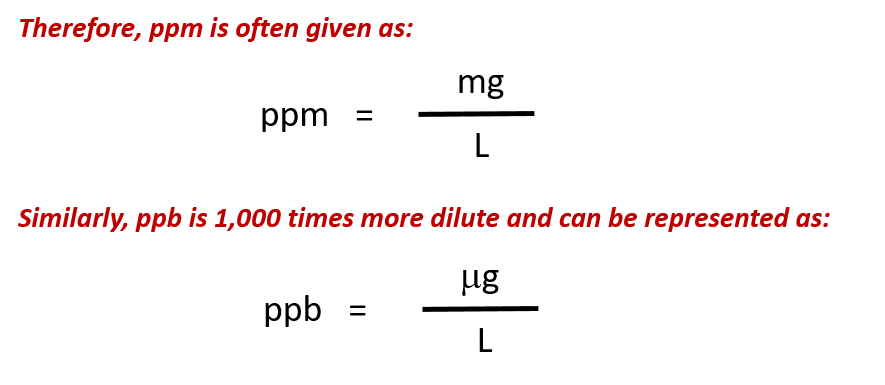 Therefore, ppm is often given as:
mg
ppm =
L
Similarly, ppb is 1,000 times more dilute and can be represented as:
μg
ppb =
L